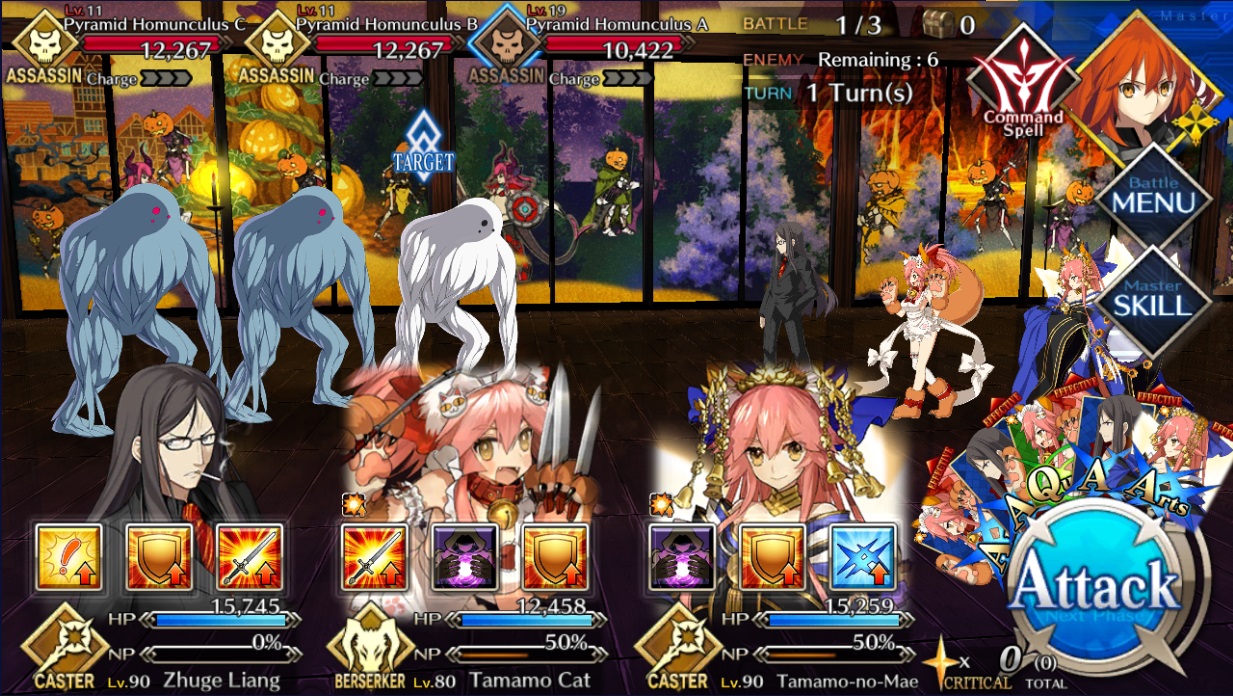 Lv. 11
Pyramid Homunculus C
12,267
ASSASSIN
Charge
Lv. 11
Pyramid Homunculus B
12,267
ASSASSIN
Charge
Lv. 19
Pyramid Homunculus A
10,422
ASSASSIN
Charge
BATTLE 1/3
0
ENEMY Remaining : 6
TURN 1 Turn(s)
Master
Command
Spell
TARGET
Battle
MENU
Master
SKILL
EFFECTIVE
EFFECTIVE
EFFECTIVE
EFFECTIVE
A
A
Qu
A
Arts
Attack
Next Phase
HP 15,745
NP 0%
CASTER Lv.90 Zhuge Liang
HP 12,458
NP 50%
BERSERKER Lv.80 Tamamo Cat
HP 15,259
NP 50%
CASTER Lv.90 Tamamo-no-Mae
x 0 (0)
CRITICAL TOTAL